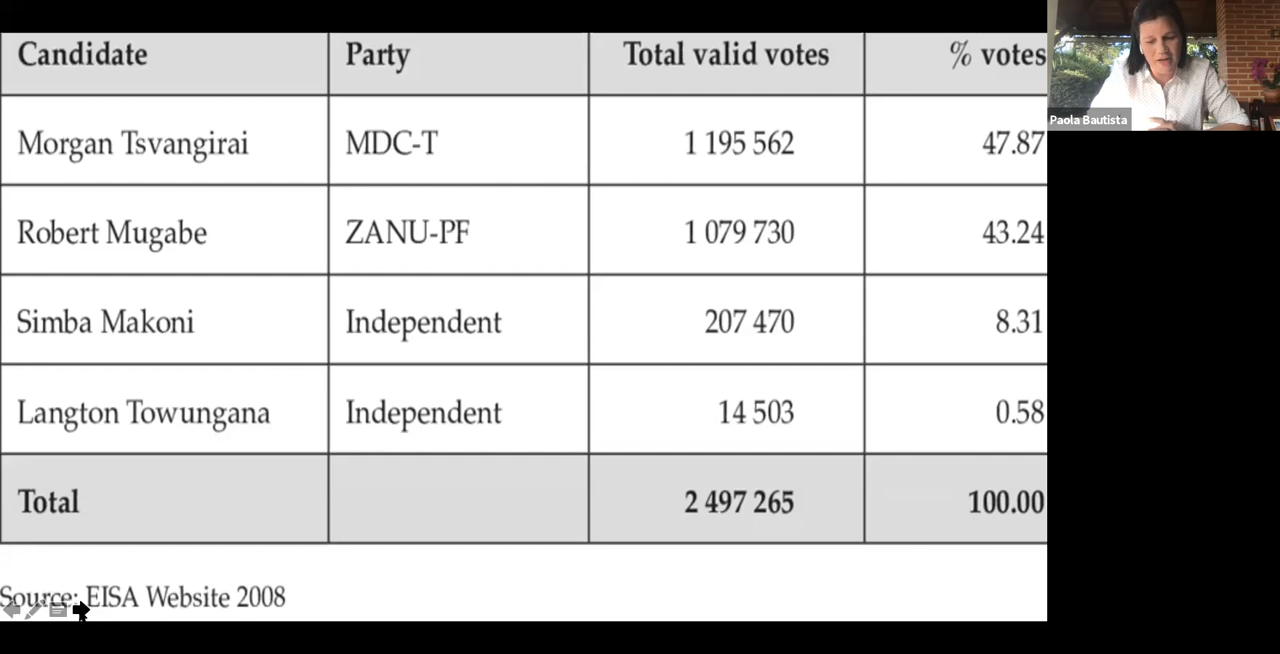 Candidate Party Total valid votes % votes
Morgan Tsvangirai MDC-T 1 195 562 47.87
Robert Mugabe ZANU-PF 1 079 730 43.24
Simba Makoni Independent 207 470 8.31
Langton Towungana Independent 14 503 0.58
Total 2 497 265 100.00
Source: EISA Website 2008
Paola Bautista